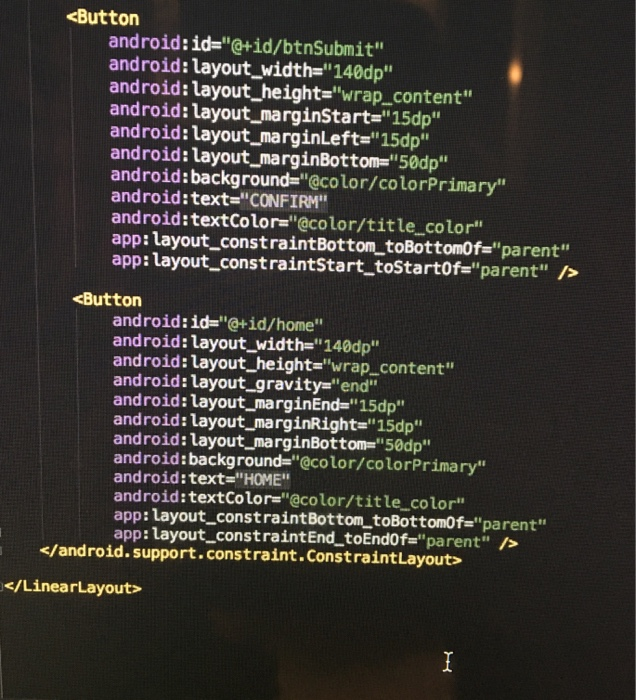 <Button
android:id="@+id/btnSubmit"
android:layout_width="140dp"
android:layout_height="wrap_content"
android:layout_marginStart="15dp"
android:layout_marginLeft="15dp"
android:layout_marginBottom="50dp"
android:background="@color/colorPrimary"
android:text="CONFIRM"
android:textColor="@color/title_color"
app:layout_constraintBottom_toBottomOf="parent"
app:layout_constraintStart_toStartOf="parent" />
<Button
android:id="@+id/home"
android:layout_width="140dp"
android:layout_height="wrap_content"
android:layout_gravity="end"
android:layout_marginEnd="15dp"
android:layout_marginRight="15dp"
android:layout_marginBottom="50dp"
android:background="@color/colorPrimary"
android:text="HOME"
android:textColor="@color/title_color"
app:layout_constraintBottom_toBottomOf="parent"
app:layout_constraintEnd_toEndOf="parent" />
</android.support.constraint.ConstraintLayout>
</LinearLayout>